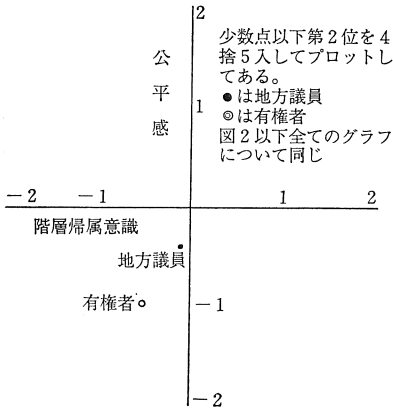 2
少数点以下第2位を4
捨5入してプロットし
てある。
●は地方議員
◎は有権者
図2以下全てのグラフ
について同じ
公平感
1
－2 －1 1 2
階層帰属意識
地方議員
有権者
－1
－2